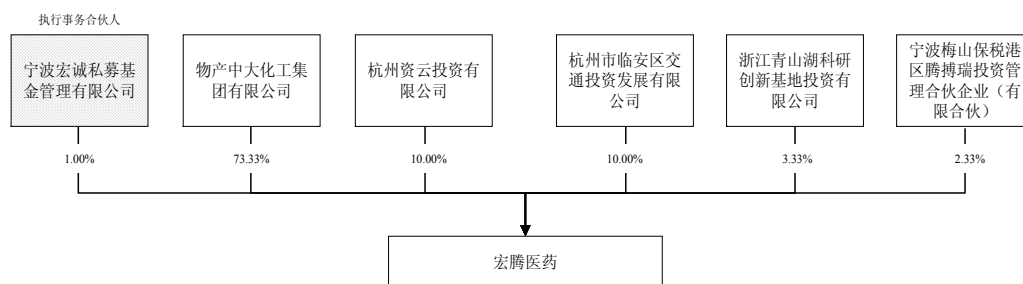 执行事务合伙人
宁波宏诚私募基
金管理有限公司
物产中大化工集
团有限公司
杭州资云投资有
限公司
杭州市临安区交
通投资发展有限
公司
浙江青山湖科研
创新基地投资有
限公司
宁波梅山保税港
区腾搏瑞投资管
理合伙企业（有
限合伙）
1.00%
73.33%
10.00%
10.00%
3.33%
2.33%
宏腾医药